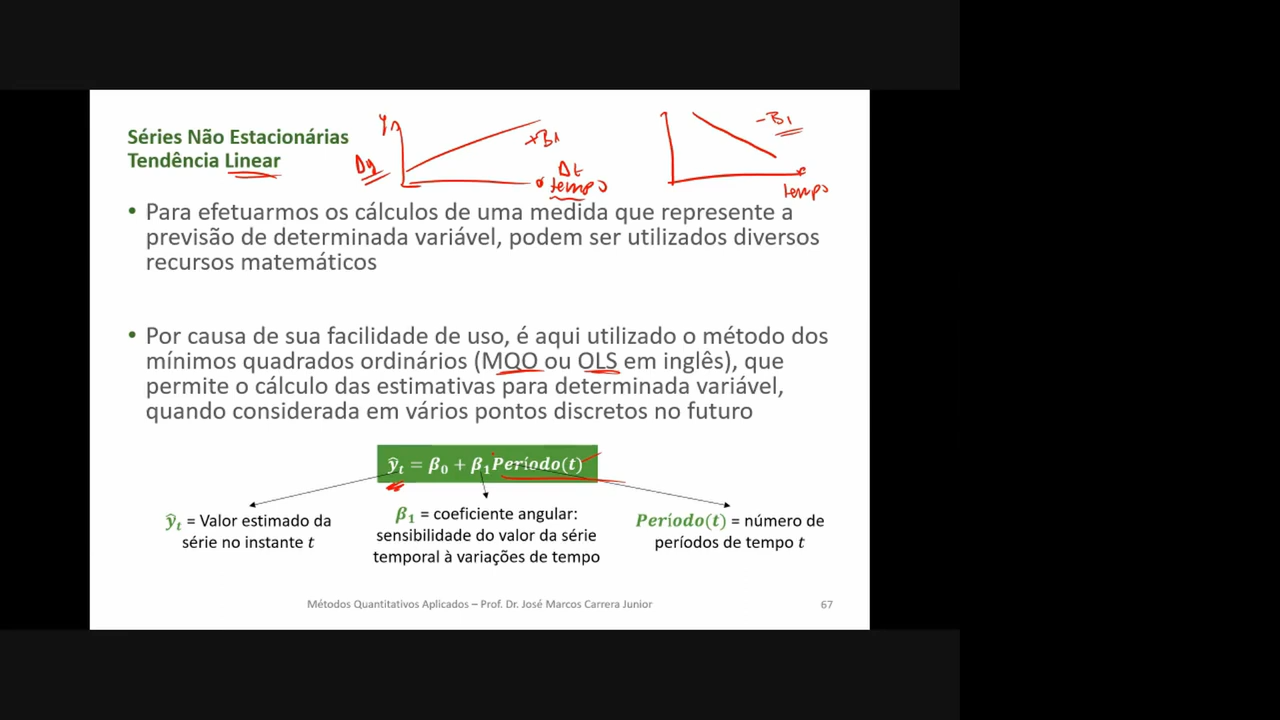 Séries Não Estacionárias
Tendência Linear
y
Δy
+B1
Δt
tempo
-B1
tempo
• Para efetuarmos os cálculos de uma medida que represente a
previsão de determinada variável, podem ser utilizados diversos
recursos matemáticos
• Por causa de sua facilidade de uso, é aqui utilizado o método dos
mínimos quadrados ordinários (MQO ou OLS em inglês), que
permite o cálculo das estimativas para determinada variável,
quando considerada em vários pontos discretos no futuro
ŷₜ = β₀ + β₁Período(t)
ŷₜ = Valor estimado da
série no instante t
β₁ = coeficiente angular:
sensibilidade do valor da série
temporal à variações de tempo
Período(t) = número de
períodos de tempo t
Métodos Quantitativos Aplicados – Prof. Dr. José Marcos Carrera Junior
67